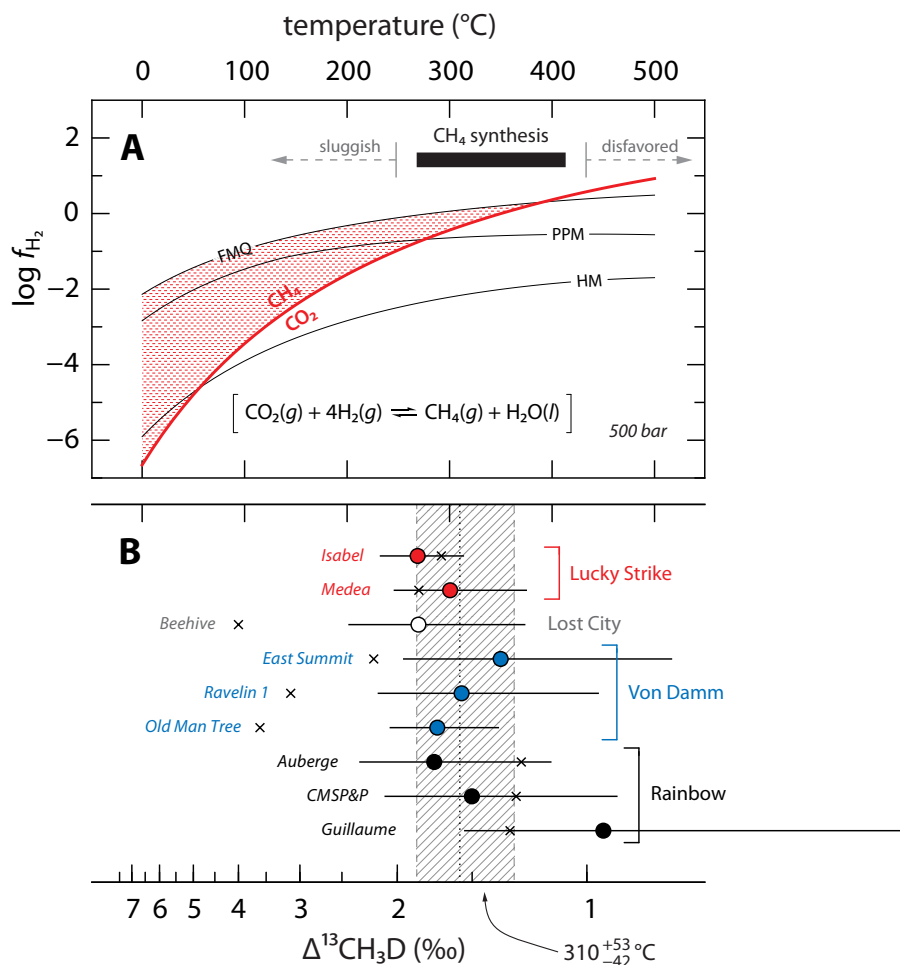 temperature (°C)
0 100 200 300 400 500
A
sluggish
CH₄ synthesis
disfavored
log f_H₂
2
0
−2
−4
−6
FMQ
PPM
HM
CH₄
CO₂
[ CO₂(g) + 4H₂(g) ⇌ CH₄(g) + H₂O(l) ]
500 bar
B
Isabel
Medea
Lucky Strike
Beehive
Lost City
East Summit
Ravelin 1
Old Man Tree
Von Damm
Auberge
CMSP&P
Guillaume
Rainbow
7 6 5 4 3 2 1
Δ¹³CH₃D (‰)
310 +53 −42 °C